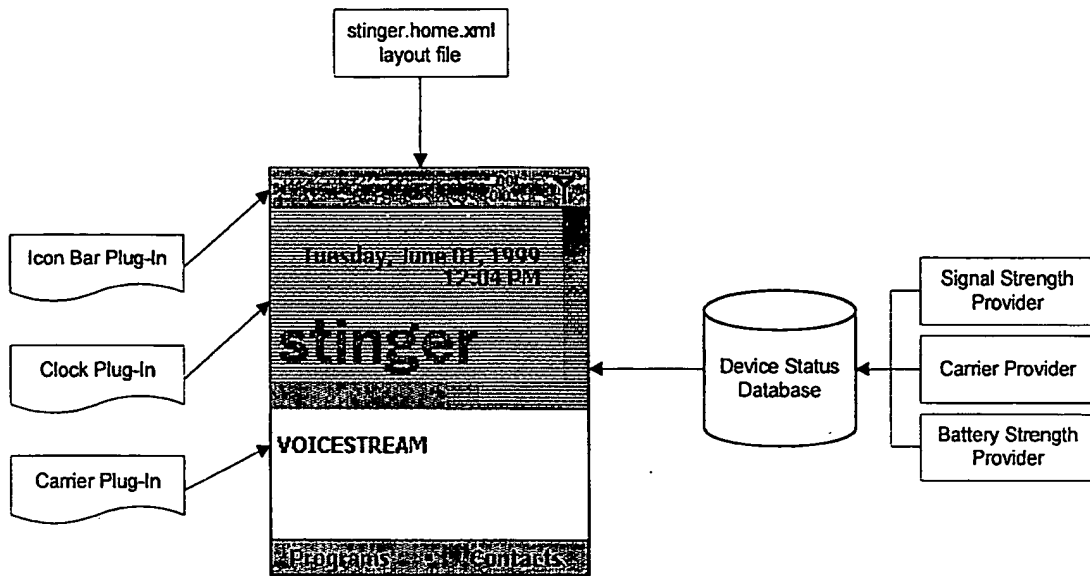 stinger.home.xml
layout file
Icon Bar Plug-In
Clock Plug-In
Carrier Plug-In
Tuesday, June 01, 1999
12:04 PM
stinger
VOICESTREAM
Programs
Contacts
Device Status
Database
Signal Strength
Provider
Carrier Provider
Battery Strength
Provider